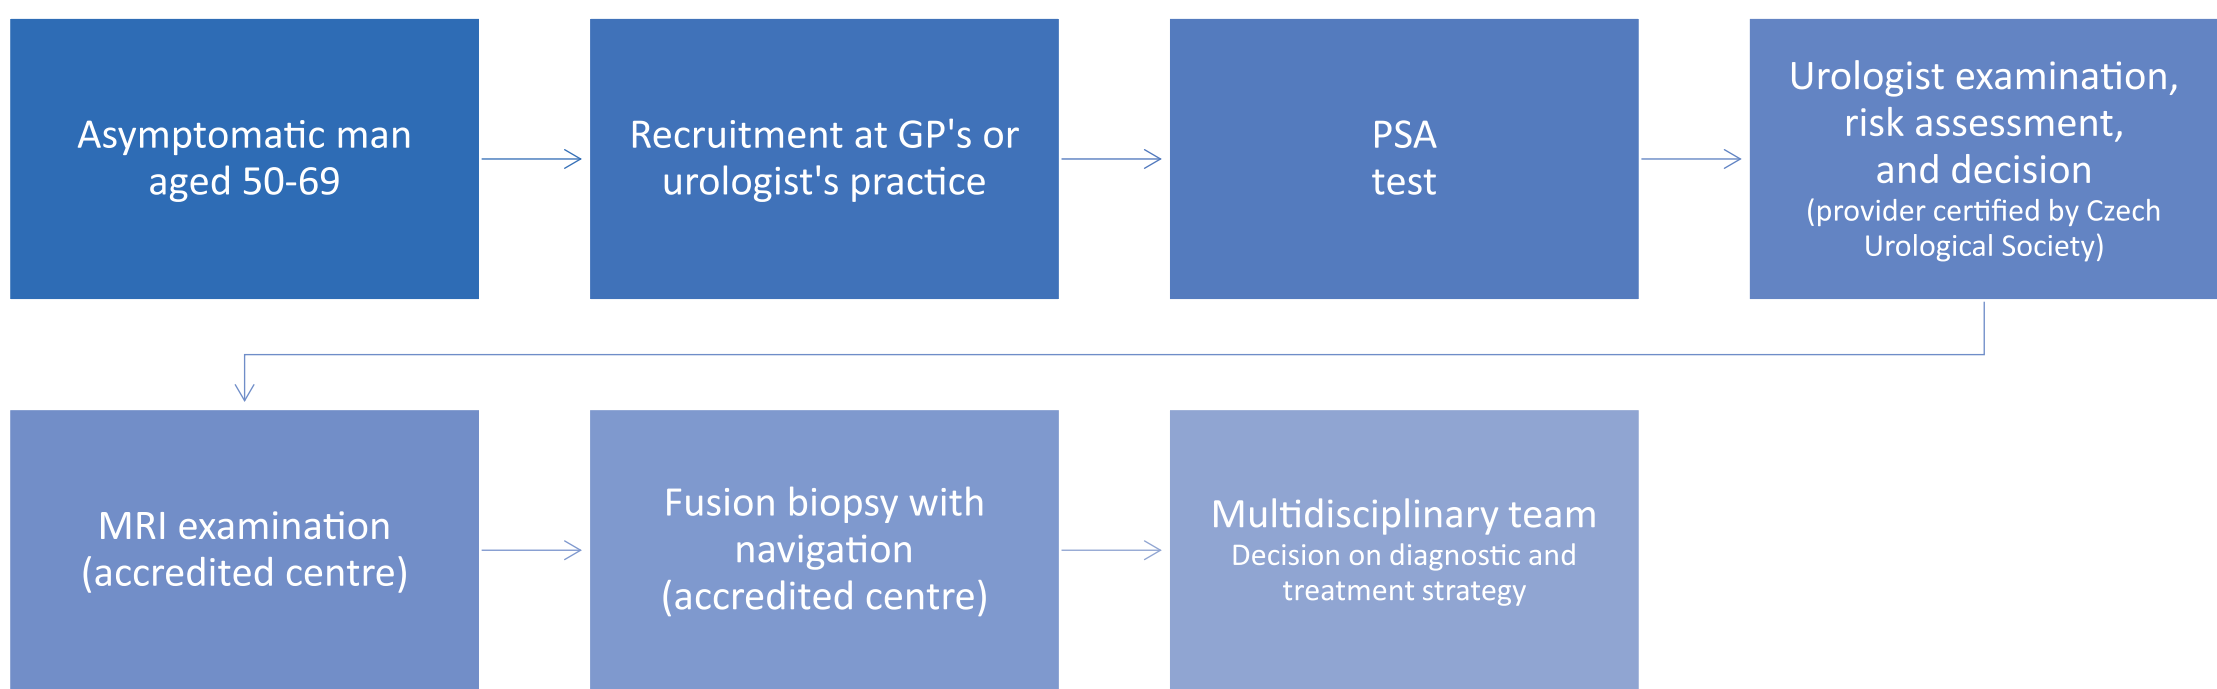 Asymptomatic man
aged 50-69
Recruitment at GP's or
urologist's practice
PSA
test
Urologist examination,
risk assessment,
and decision
(provider certified by Czech
Urological Society)
MRI examination
(accredited centre)
Fusion biopsy with
navigation
(accredited centre)
Multidisciplinary team
Decision on diagnostic and
treatment strategy